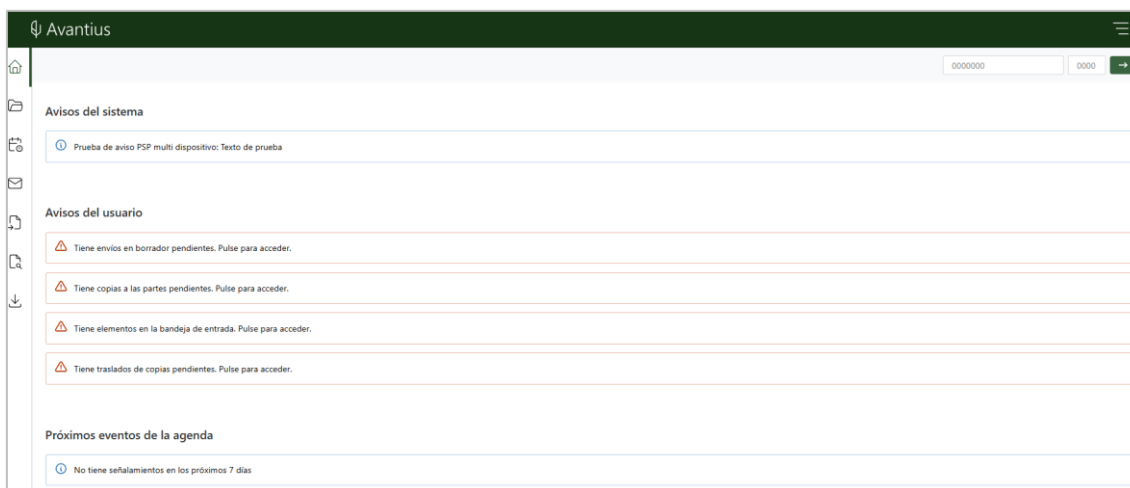 Avantius
0000000 0000
Avisos del sistema
Prueba de aviso PSP multi dispositivo: Texto de prueba
Avisos del usuario
Tiene envíos en borrador pendientes. Pulse para acceder.
Tiene copias a las partes pendientes. Pulse para acceder.
Tiene elementos en la bandeja de entrada. Pulse para acceder.
Tiene traslados de copias pendientes. Pulse para acceder.
Próximos eventos de la agenda
No tiene señalamientos en los próximos 7 días